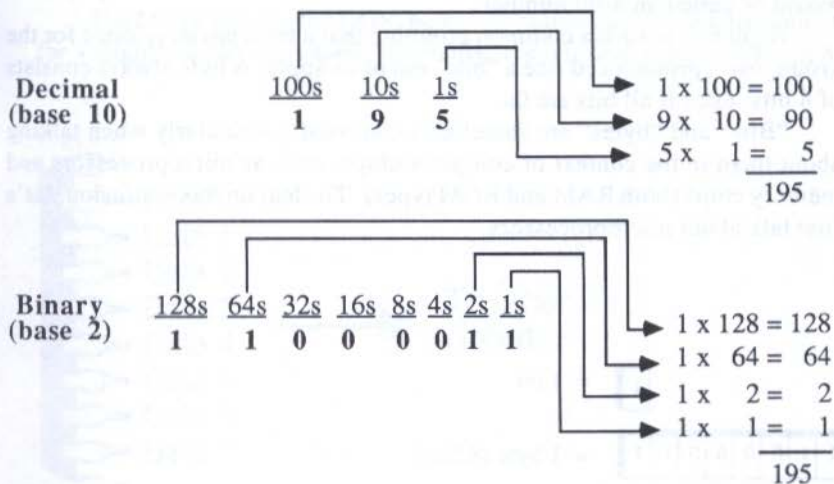 Decimal
(base 10)
100s 10s 1s
1 9 5
1 x 100 = 100
9 x 10 = 90
5 x 1 = 5
195
Binary
(base 2)
128s 64s 32s 16s 8s 4s 2s 1s
1 1 0 0 0 0 1 1
1 x 128 = 128
1 x 64 = 64
1 x 2 = 2
1 x 1 = 1
195